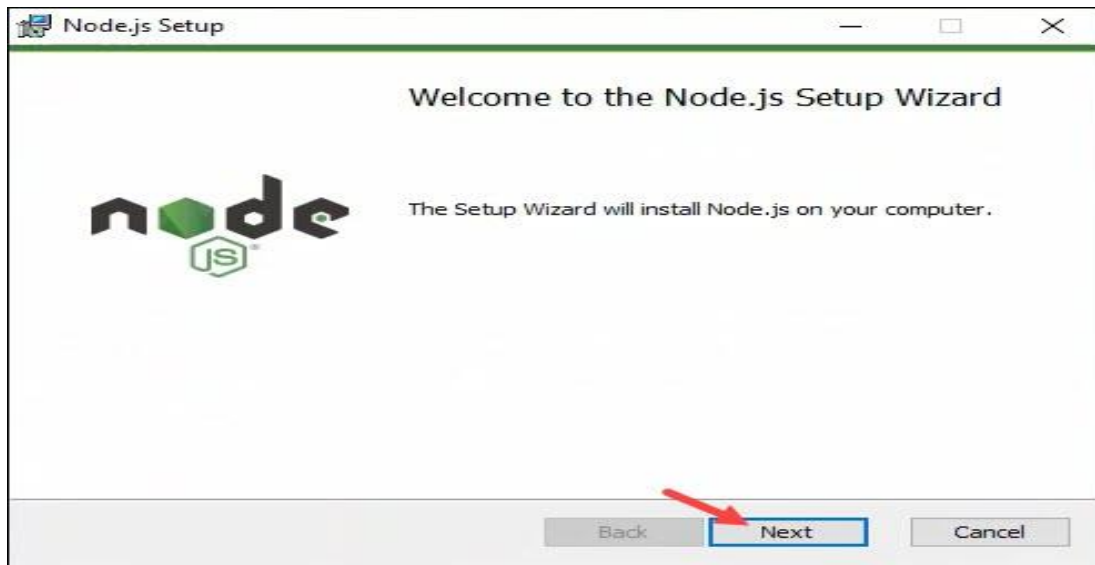 Node.js Setup
Welcome to the Node.js Setup Wizard
node
JS®
The Setup Wizard will install Node.js on your computer.
Back
Next
Cancel